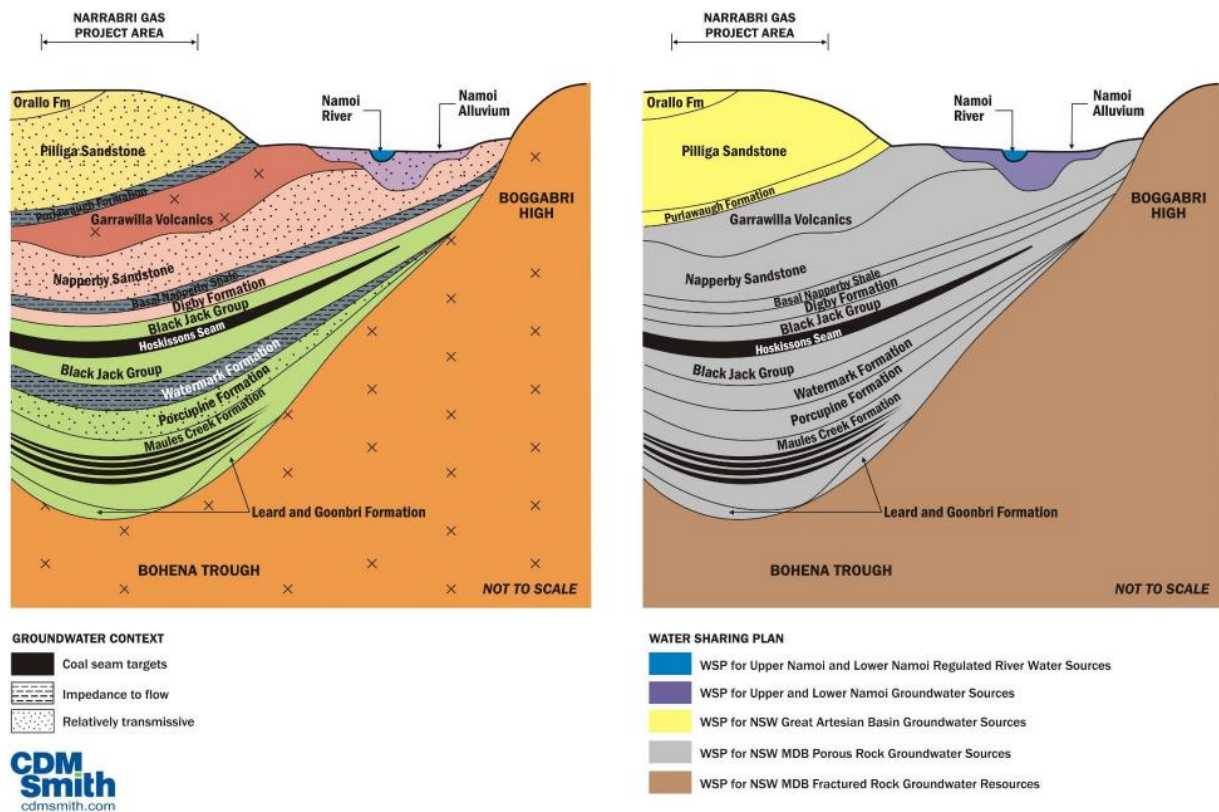 NARRABRI GAS
PROJECT AREA
Orallo Fm
Pilliga Sandstone
Purlawaugh Formation
Garrawilla Volcanics
Napperby Sandstone
Basal Napperby Shale
Digby Formation
Black Jack Group
Hoskissons Seam
Black Jack Group
Watermark Formation
Porcupine Formation
Maules Creek Formation
Leard and Goonbri Formation
Namoi
River
Namoi
Alluvium
BOGGABRI
HIGH
BOHENA TROUGH
NOT TO SCALE
GROUNDWATER CONTEXT
Coal seam targets
Impedance to flow
Relatively transmissive
CDM
Smith
cdmsmith.com
NARRABRI GAS
PROJECT AREA
Orallo Fm
Pilliga Sandstone
Purlawaugh Formation
Garrawilla Volcanics
Napperby Sandstone
Basal Napperby Shale
Digby Formation
Black Jack Group
Hoskissons Seam
Black Jack Group
Watermark Formation
Porcupine Formation
Maules Creek Formation
Leard and Goonbri Formation
Namoi
River
Namoi
Alluvium
BOGGABRI
HIGH
BOHENA TROUGH
NOT TO SCALE
WATER SHARING PLAN
WSP for Upper Namoi and Lower Namoi Regulated River Water Sources
WSP for Upper and Lower Namoi Groundwater Sources
WSP for NSW Great Artesian Basin Groundwater Sources
WSP for NSW MDB Porous Rock Groundwater Sources
WSP for NSW MDB Fractured Rock Groundwater Resources